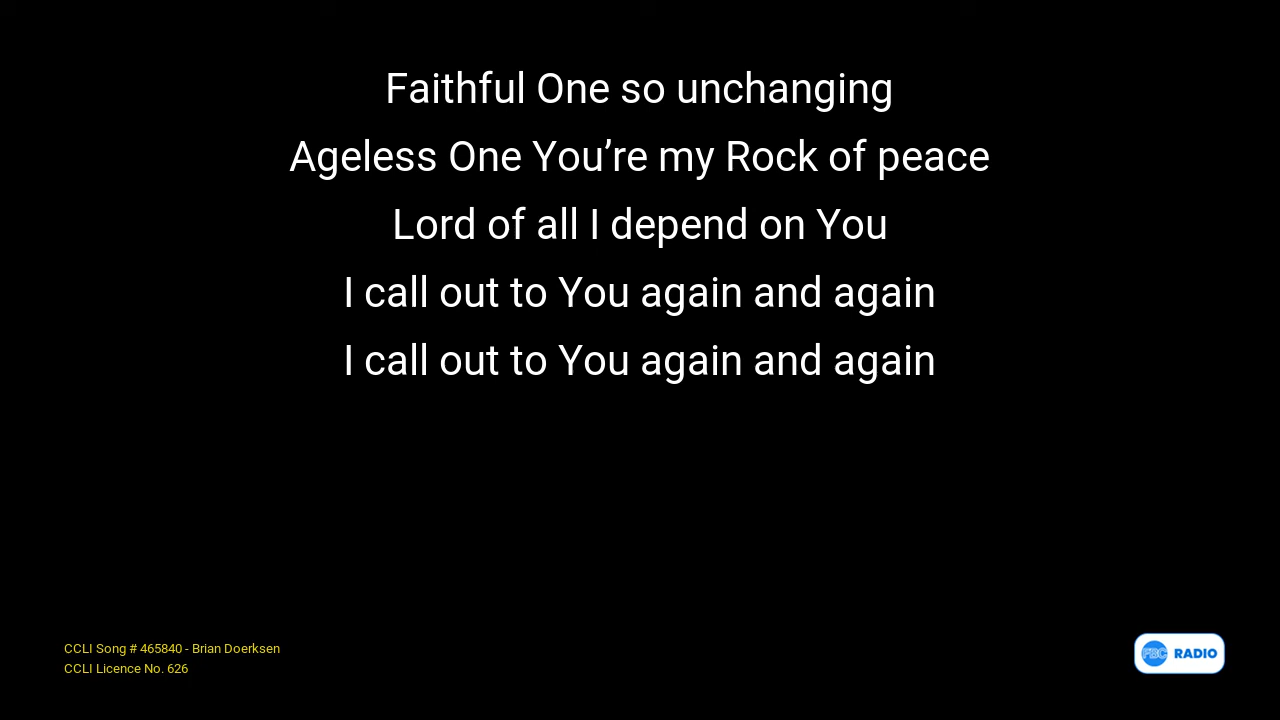 Faithful One so unchanging
Ageless One You’re my Rock of peace
Lord of all I depend on You
I call out to You again and again
I call out to You again and again
CCLI Song # 465840 - Brian Doerksen
CCLI Licence No. 626
FBC RADIO